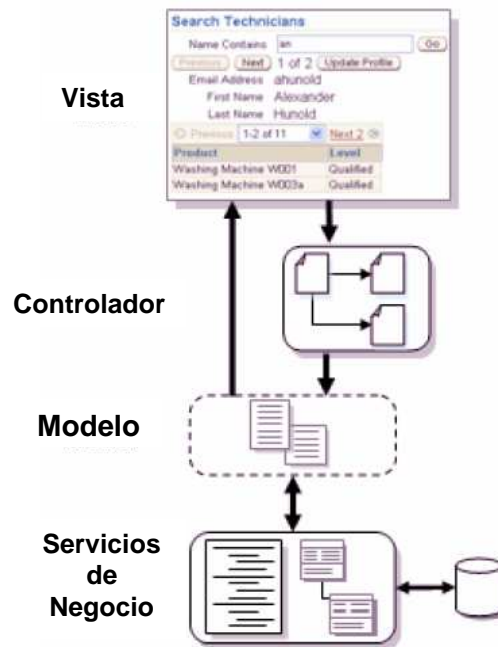 Search Technicians
Name Contains an Go
Previous Next 1 of 2 Update Profile
Email Address ahunold
First Name Alexander
Last Name Hunold
Previous 1-2 of 11 Next 2
Product Level
Washing Machine W001 Qualified
Washing Machine W003a Qualified
Vista
Controlador
Modelo
Servicios
de
Negocio